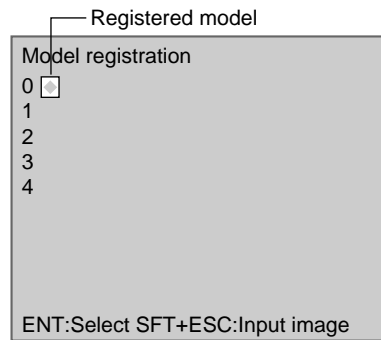 Registered model
Model registration
0
1
2
3
4
ENT:Select SFT+ESC:Input image